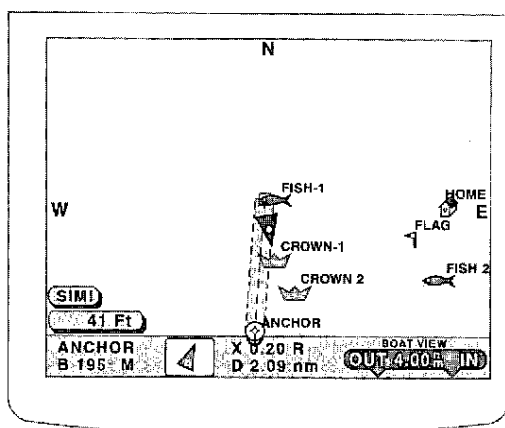 N
FISH-1
HOME
W
E
FLAG
CROWN-1
FISH 2
CROWN 2
SIM!
41 Ft
ANCHOR
ANCHOR
X 0.20 R
BOAT VIEW
B 195° M
D 2.09 nm
OUT 4.00 IN